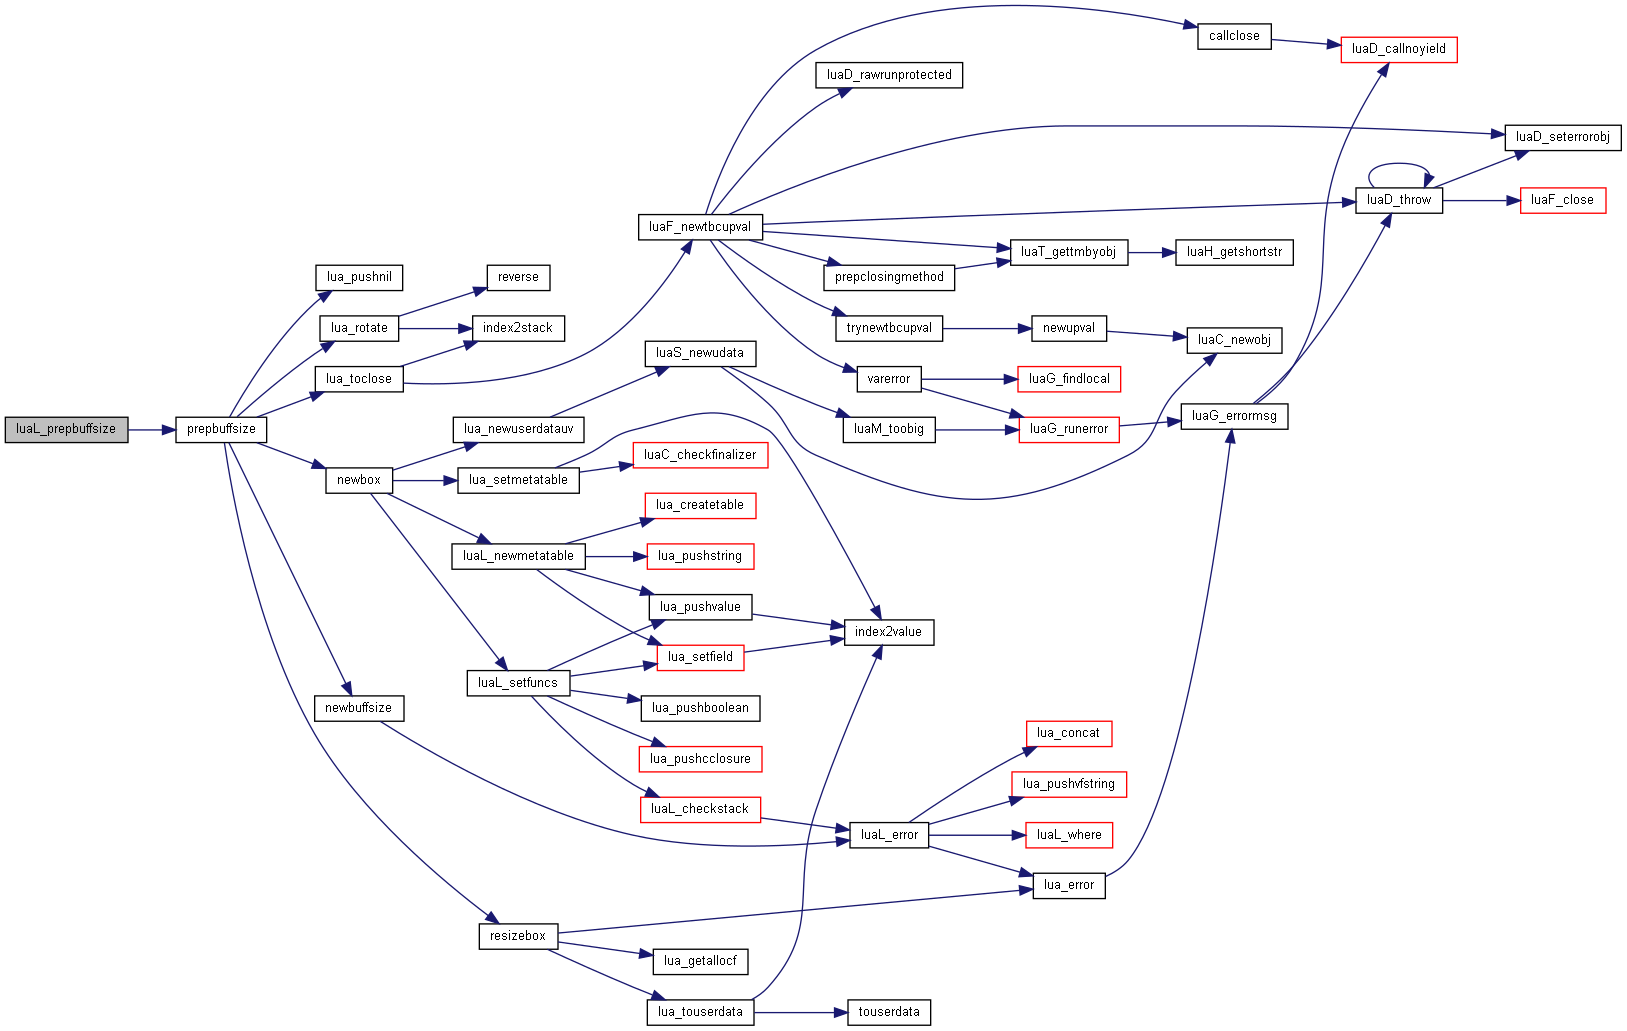 callclose
luaD_callnoyield
luaD_rawrunprotected
luaD_seterrorobj
luaD_throw
luaF_close
luaF_newtbcupval
luaT_gettmbyobj
luaH_getshortstr
lua_pushnil
reverse
prepclosingmethod
lua_rotate
index2stack
trynewtbcupval
newupval
luaC_newobj
luaS_newudata
lua_toclose
varerror
luaG_findlocal
luaL_prepbuffsize
prepbuffsize
lua_newuserdatauv
luaM_toobig
luaG_runerror
luaG_errormsg
luaC_checkfinalizer
newbox
lua_setmetatable
lua_createtable
luaL_newmetatable
lua_pushstring
lua_pushvalue
index2value
lua_setfield
luaL_setfuncs
newbuffsize
lua_pushboolean
lua_concat
lua_pushcclosure
lua_pushvfstring
luaL_checkstack
luaL_error
luaL_where
lua_error
resizebox
lua_getallocf
lua_touserdata
touserdata